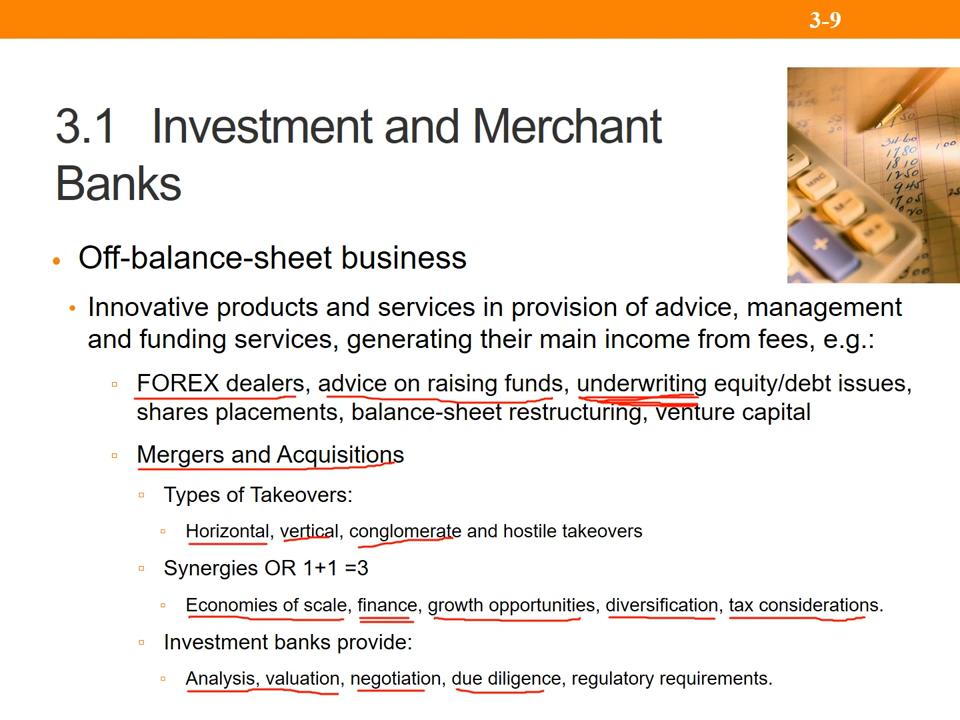 3-9
3.1 Investment and Merchant
Banks
• Off-balance-sheet business
• Innovative products and services in provision of advice, management
and funding services, generating their main income from fees, e.g.:
▫ FOREX dealers, advice on raising funds, underwriting equity/debt issues,
shares placements, balance-sheet restructuring, venture capital
▫ Mergers and Acquisitions
▫ Types of Takeovers:
▫ Horizontal, vertical, conglomerate and hostile takeovers
▫ Synergies OR 1+1 =3
▫ Economies of scale, finance, growth opportunities, diversification, tax considerations.
▫ Investment banks provide:
▫ Analysis, valuation, negotiation, due diligence, regulatory requirements.